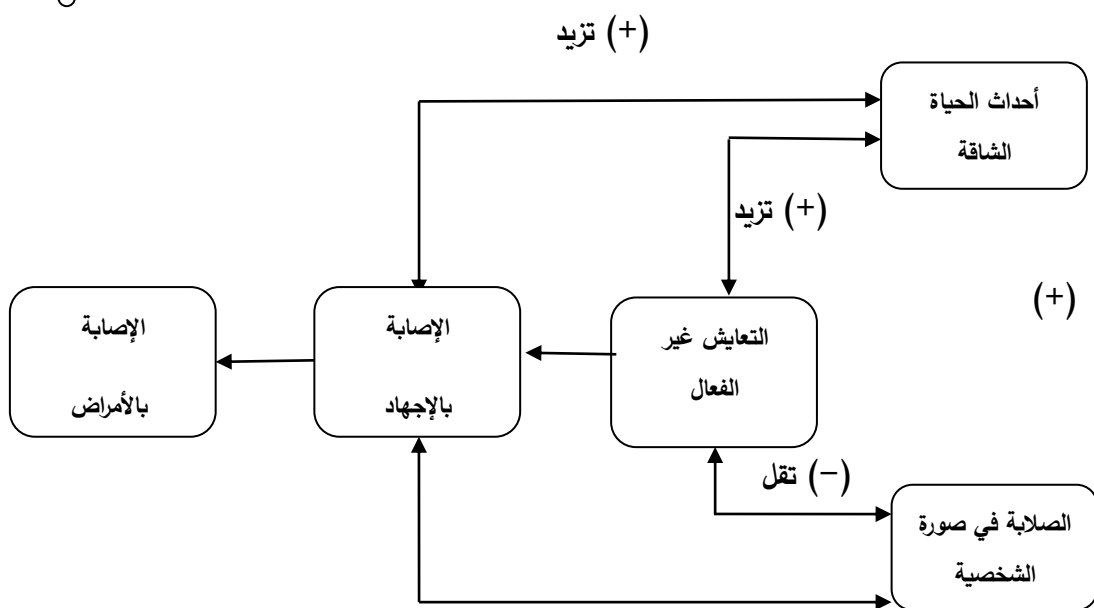 (+) تزيد
أحداث الحياة
الشاقة
(+) تزيد
(+)
التعايش غير
الفعال
الإصابة
بالإجهاد
الإصابة
بالأمراض
(−) تقل
الصلابة في صورة
الشخصية